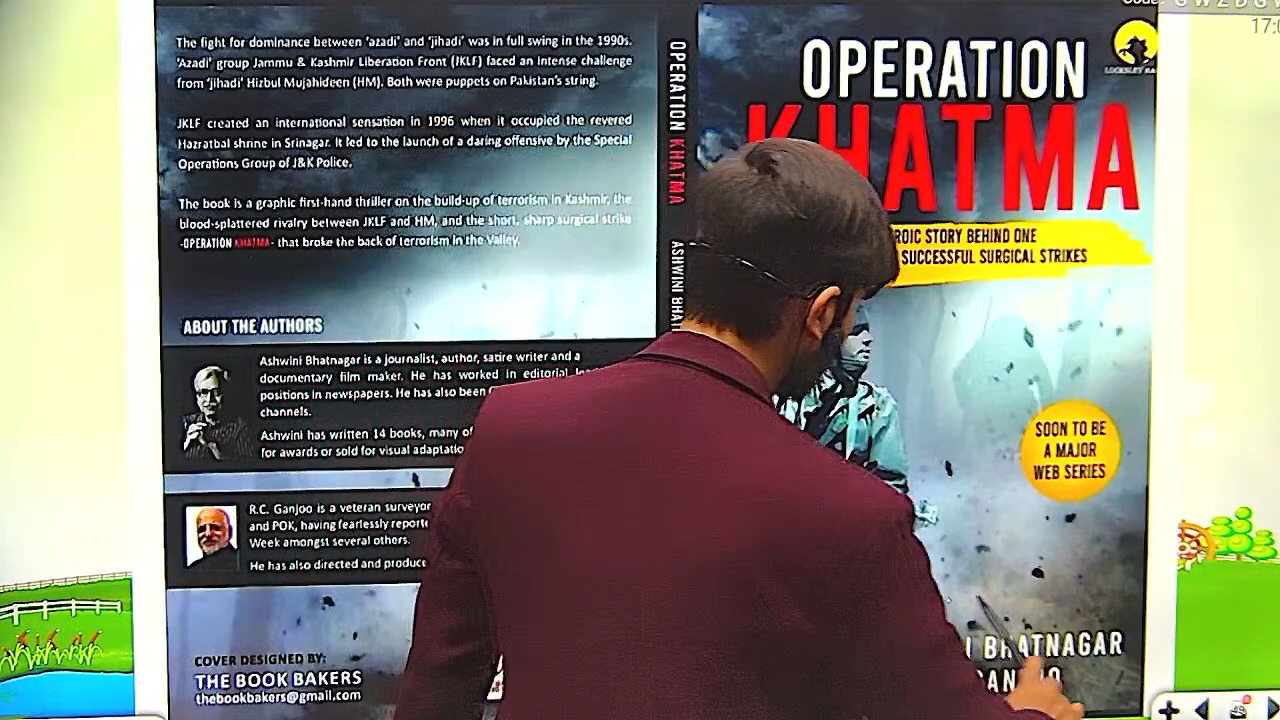 The fight for dominance between 'azadi' and 'jihadi' was in full swing in the 1990s.
'Azadi' group Jammu & Kashmir Liberation Front (JKLF) faced an intense challenge
from 'jihadi' Hizbul Mujahideen (HM). Both were puppets on Pakistan's string.
JKLF created an international sensation in 1996 when it occupied the revered
Hazratbal shrine in Srinagar. It led to the launch of a daring offensive by the Special
Operations Group of J&K Police.
The book is a graphic first-hand thriller on the build-up of terrorism in Kashmir, the
blood-splattered rivalry between JKLF and HM, and the short, sharp surgical strike
-OPERATION KHATMA- that broke the back of terrorism in the Valley.
ABOUT THE AUTHORS
Ashwini Bhatnagar is a journalist, author, satire writer and a
documentary film maker. He has worked in editorial
positions in newspapers. He has also been
channels.
Ashwini has written 14 books, many of
for awards or sold for visual
R.C. Ganjoo is a veteran
and POK, having fearlessly
Week amongst several others.
He has also directed and
COVER DESIGNED BY:
THE BOOK BAKERS
thebookbakers@gmail.com
OPERATION KHATMA
ASHWINI
OPERATION
KHATMA
STORY BEHIND ONE
SUCCESSFUL SURGICAL STRIKES
SOON TO BE
A MAJOR
WEB SERIES
BHATNAGAR